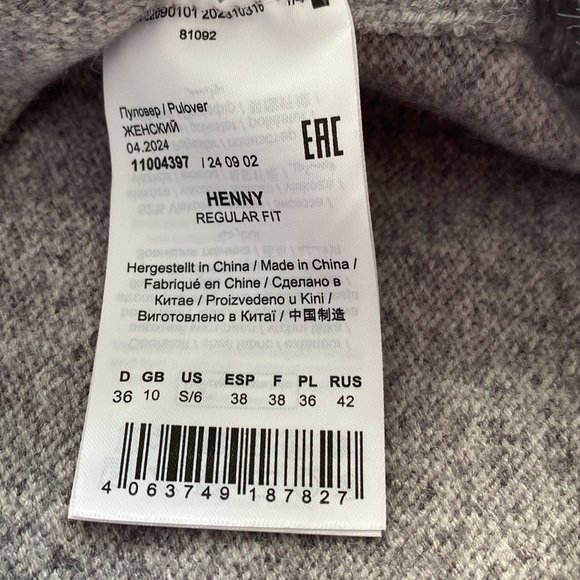 81092
Пуловер / Pulover
ЖЕНСКИЙ
04.2024
EAC
11004397 / 24 09 02
HENNY
REGULAR FIT
Hergestellt in China / Made in China /
Fabriqué en Chine / Сделано в
Китае / Proizvedeno u Kini /
Виготовлено в Китаї / 中国制造
D GB US ESP F PL RUS
36 10 S/6 38 38 36 42
4 063749 187827